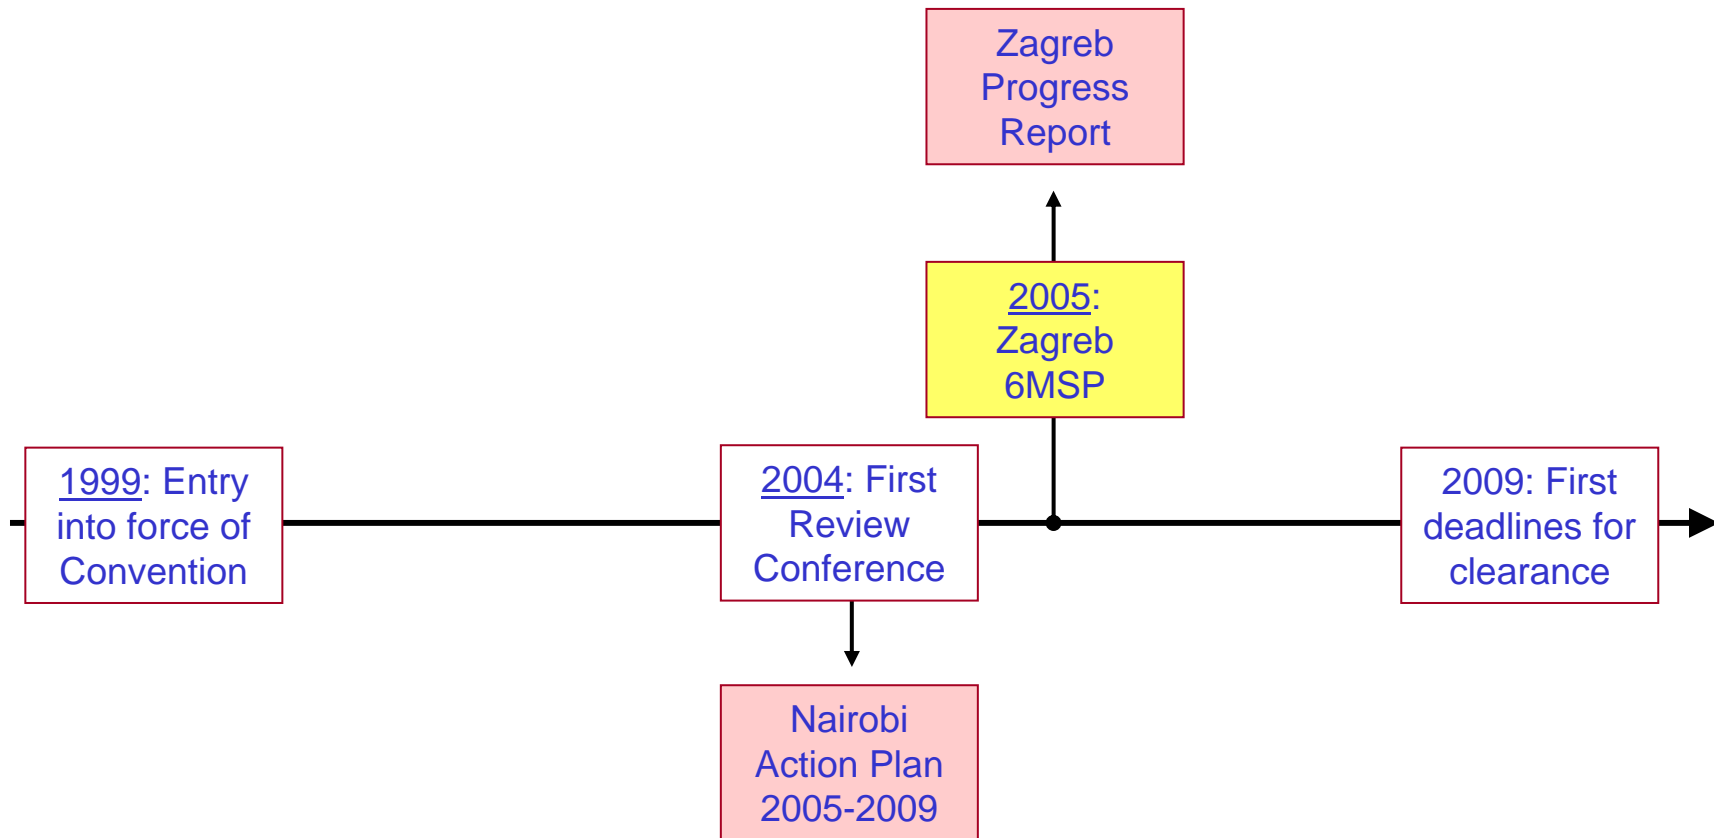 Zagreb
Progress
Report
2005:
Zagreb
6MSP
1999: Entry
into force of
Convention
2004: First
Review
Conference
2009: First
deadlines for
clearance
Nairobi
Action Plan
2005-2009